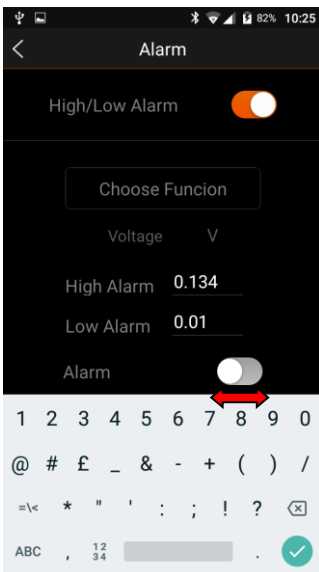 82% 10:25
Alarm
High/Low Alarm
Choose Funcion
Voltage V
High Alarm 0.134
Low Alarm 0.01
Alarm
1 2 3 4 5 6 7 8 9 0
@ # £ _ & - + ( ) /
=\< * " ' : ; ! ?
ABC , 12 .
34